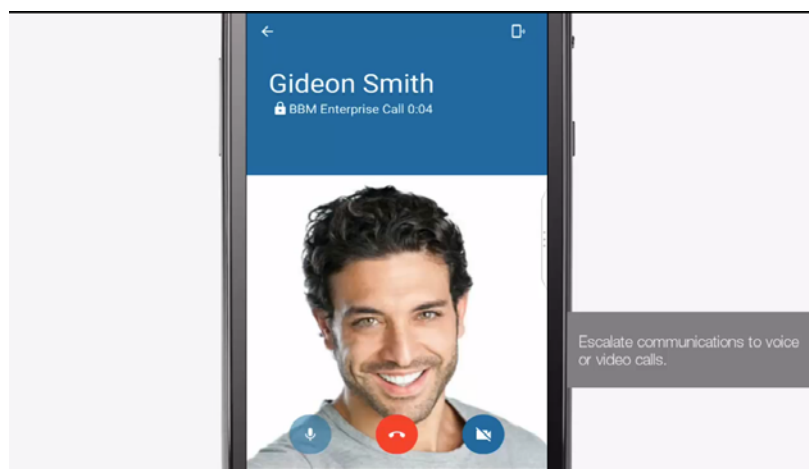 Gideon Smith
BBM Enterprise Call 0:04
Escalate communications to voice
or video calls.